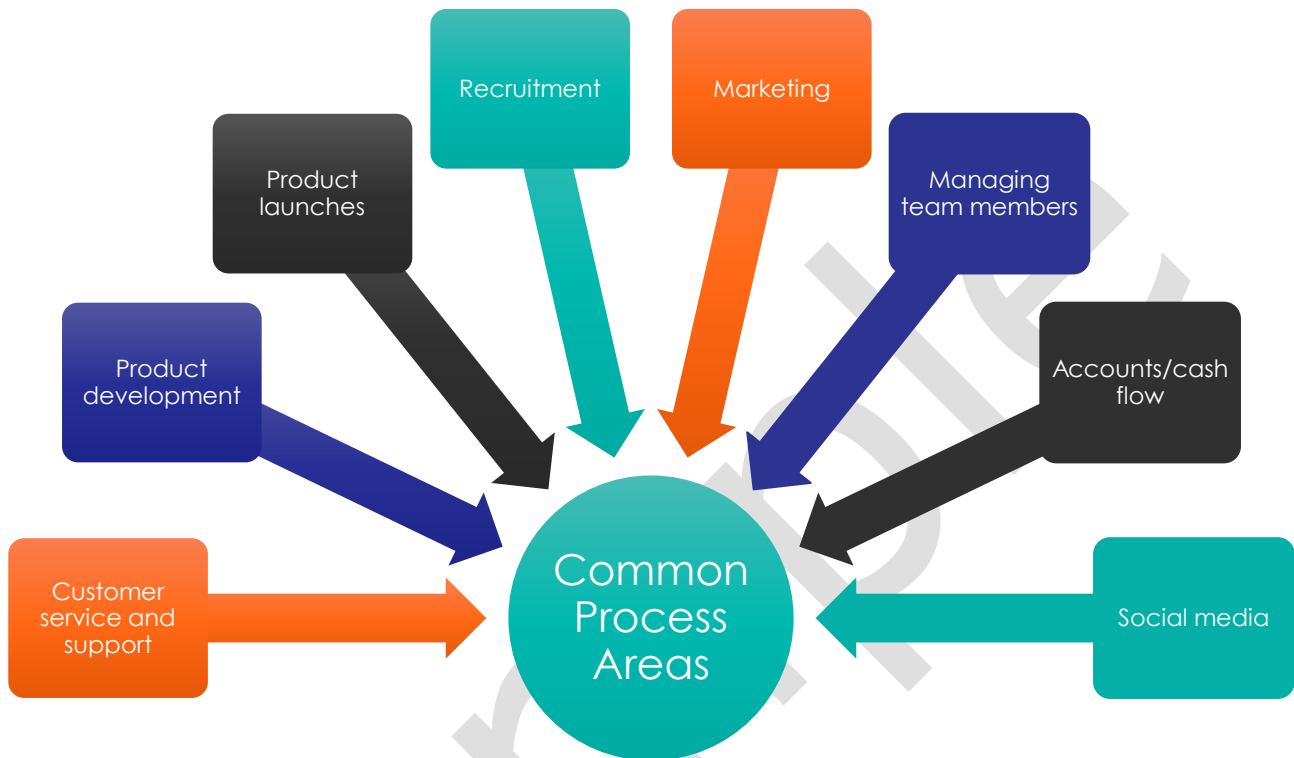 Recruitment
Marketing
Product
launches
Managing
team members
Product
development
Accounts/cash
flow
Customer
service and
support
Common
Process
Areas
Social media